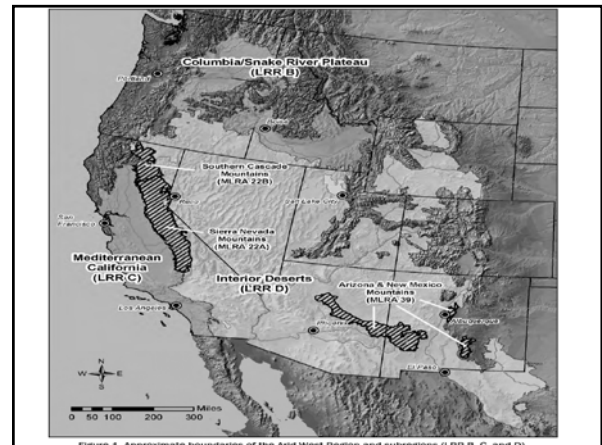 Columbia/Snake River Plateau
(LRR B)
Portland
Boise
Southern Cascade
Mountains
(MLRA 22B)
Reno
Salt Lake City
San
Francisco
Sierra Nevada
Mountains
(MLRA 22A)
Mediterranean
California
(LRR C)
Interior Deserts
(LRR D)
Arizona & New Mexico
Mountains
(MLRA 39)
Los Angeles
Phoenix
Albuquerque
El Paso
N
W
E
S
Miles
0 50 100 200 300
Figure 1. Approximate boundaries of the Arid West Region and subregions (LRR B, C, and D)